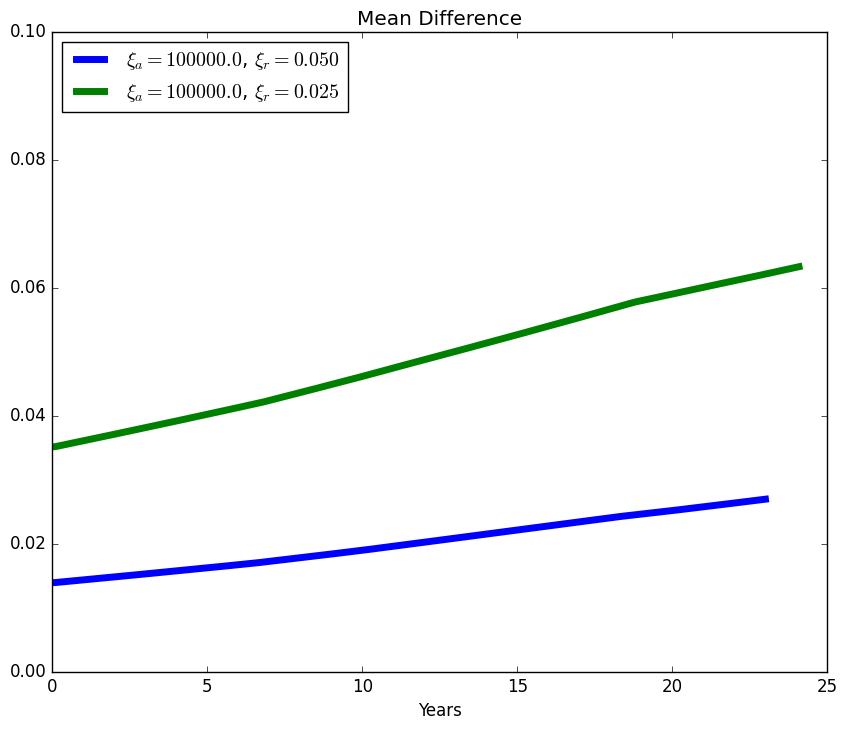 Mean Difference
0.10
ξₐ = 100000.0, ξᵣ = 0.050
ξₐ = 100000.0, ξᵣ = 0.025
0.08
0.06
0.04
0.02
0.00
0 5 10 15 20 25
Years